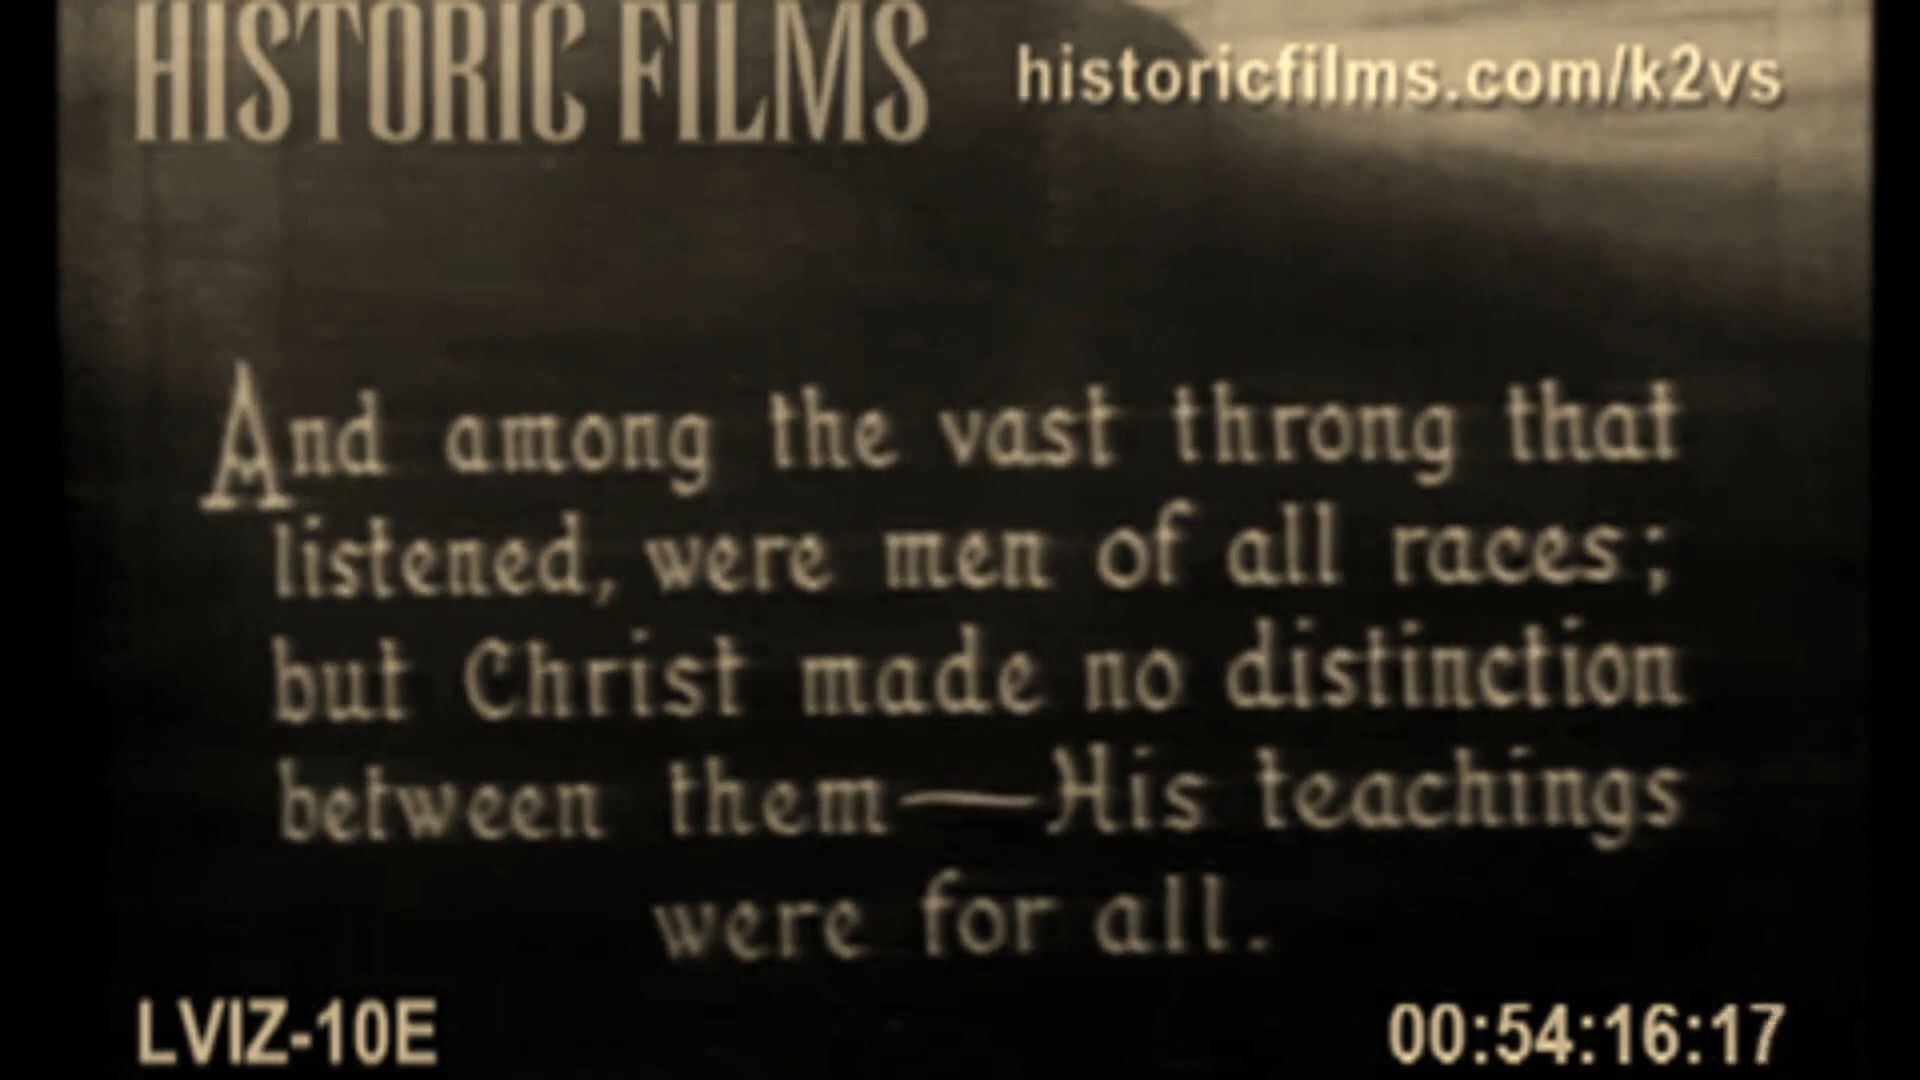 HISTORIC FILMS
historicfilms.com/k2vs
And among the vast throng that
listened, were men of all races;
but Christ made no distinction
between them—His teachings
were for all.
LVIZ-10E
00:54:16:17